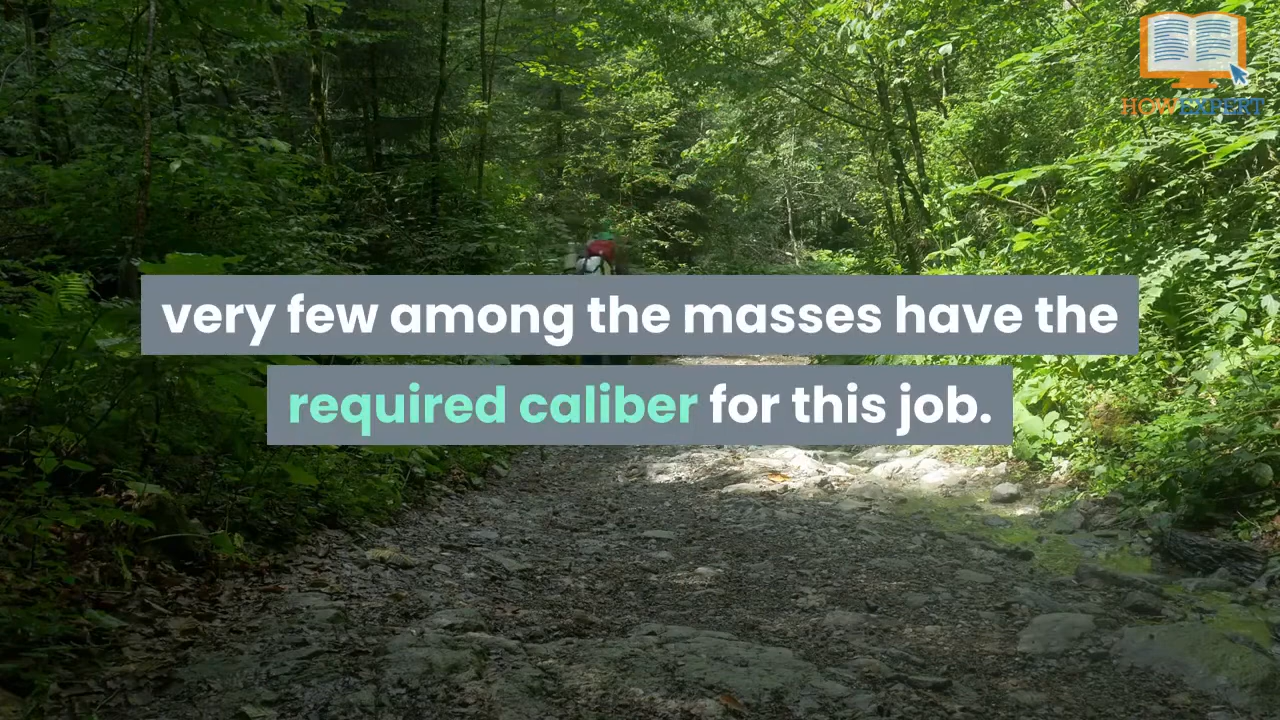 HOWEXPERT
very few among the masses have the
required caliber for this job.